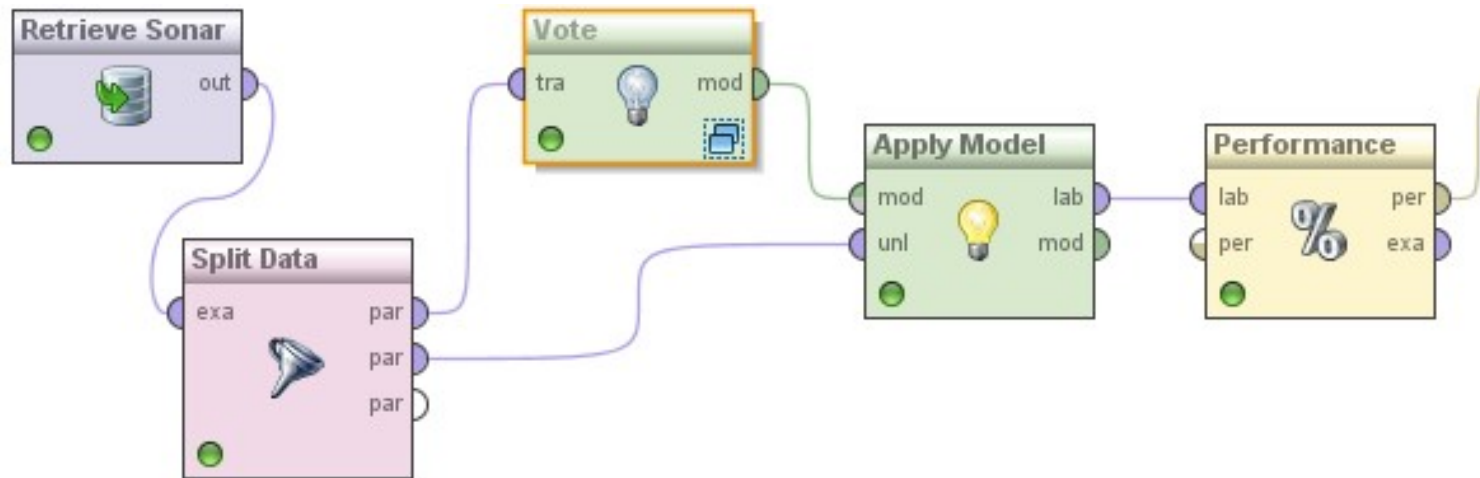 Retrieve Sonar
out
Vote
tra
mod
Split Data
exa
par
par
par
Apply Model
mod
lab
unl
mod
Performance
lab
per
per
exa
%